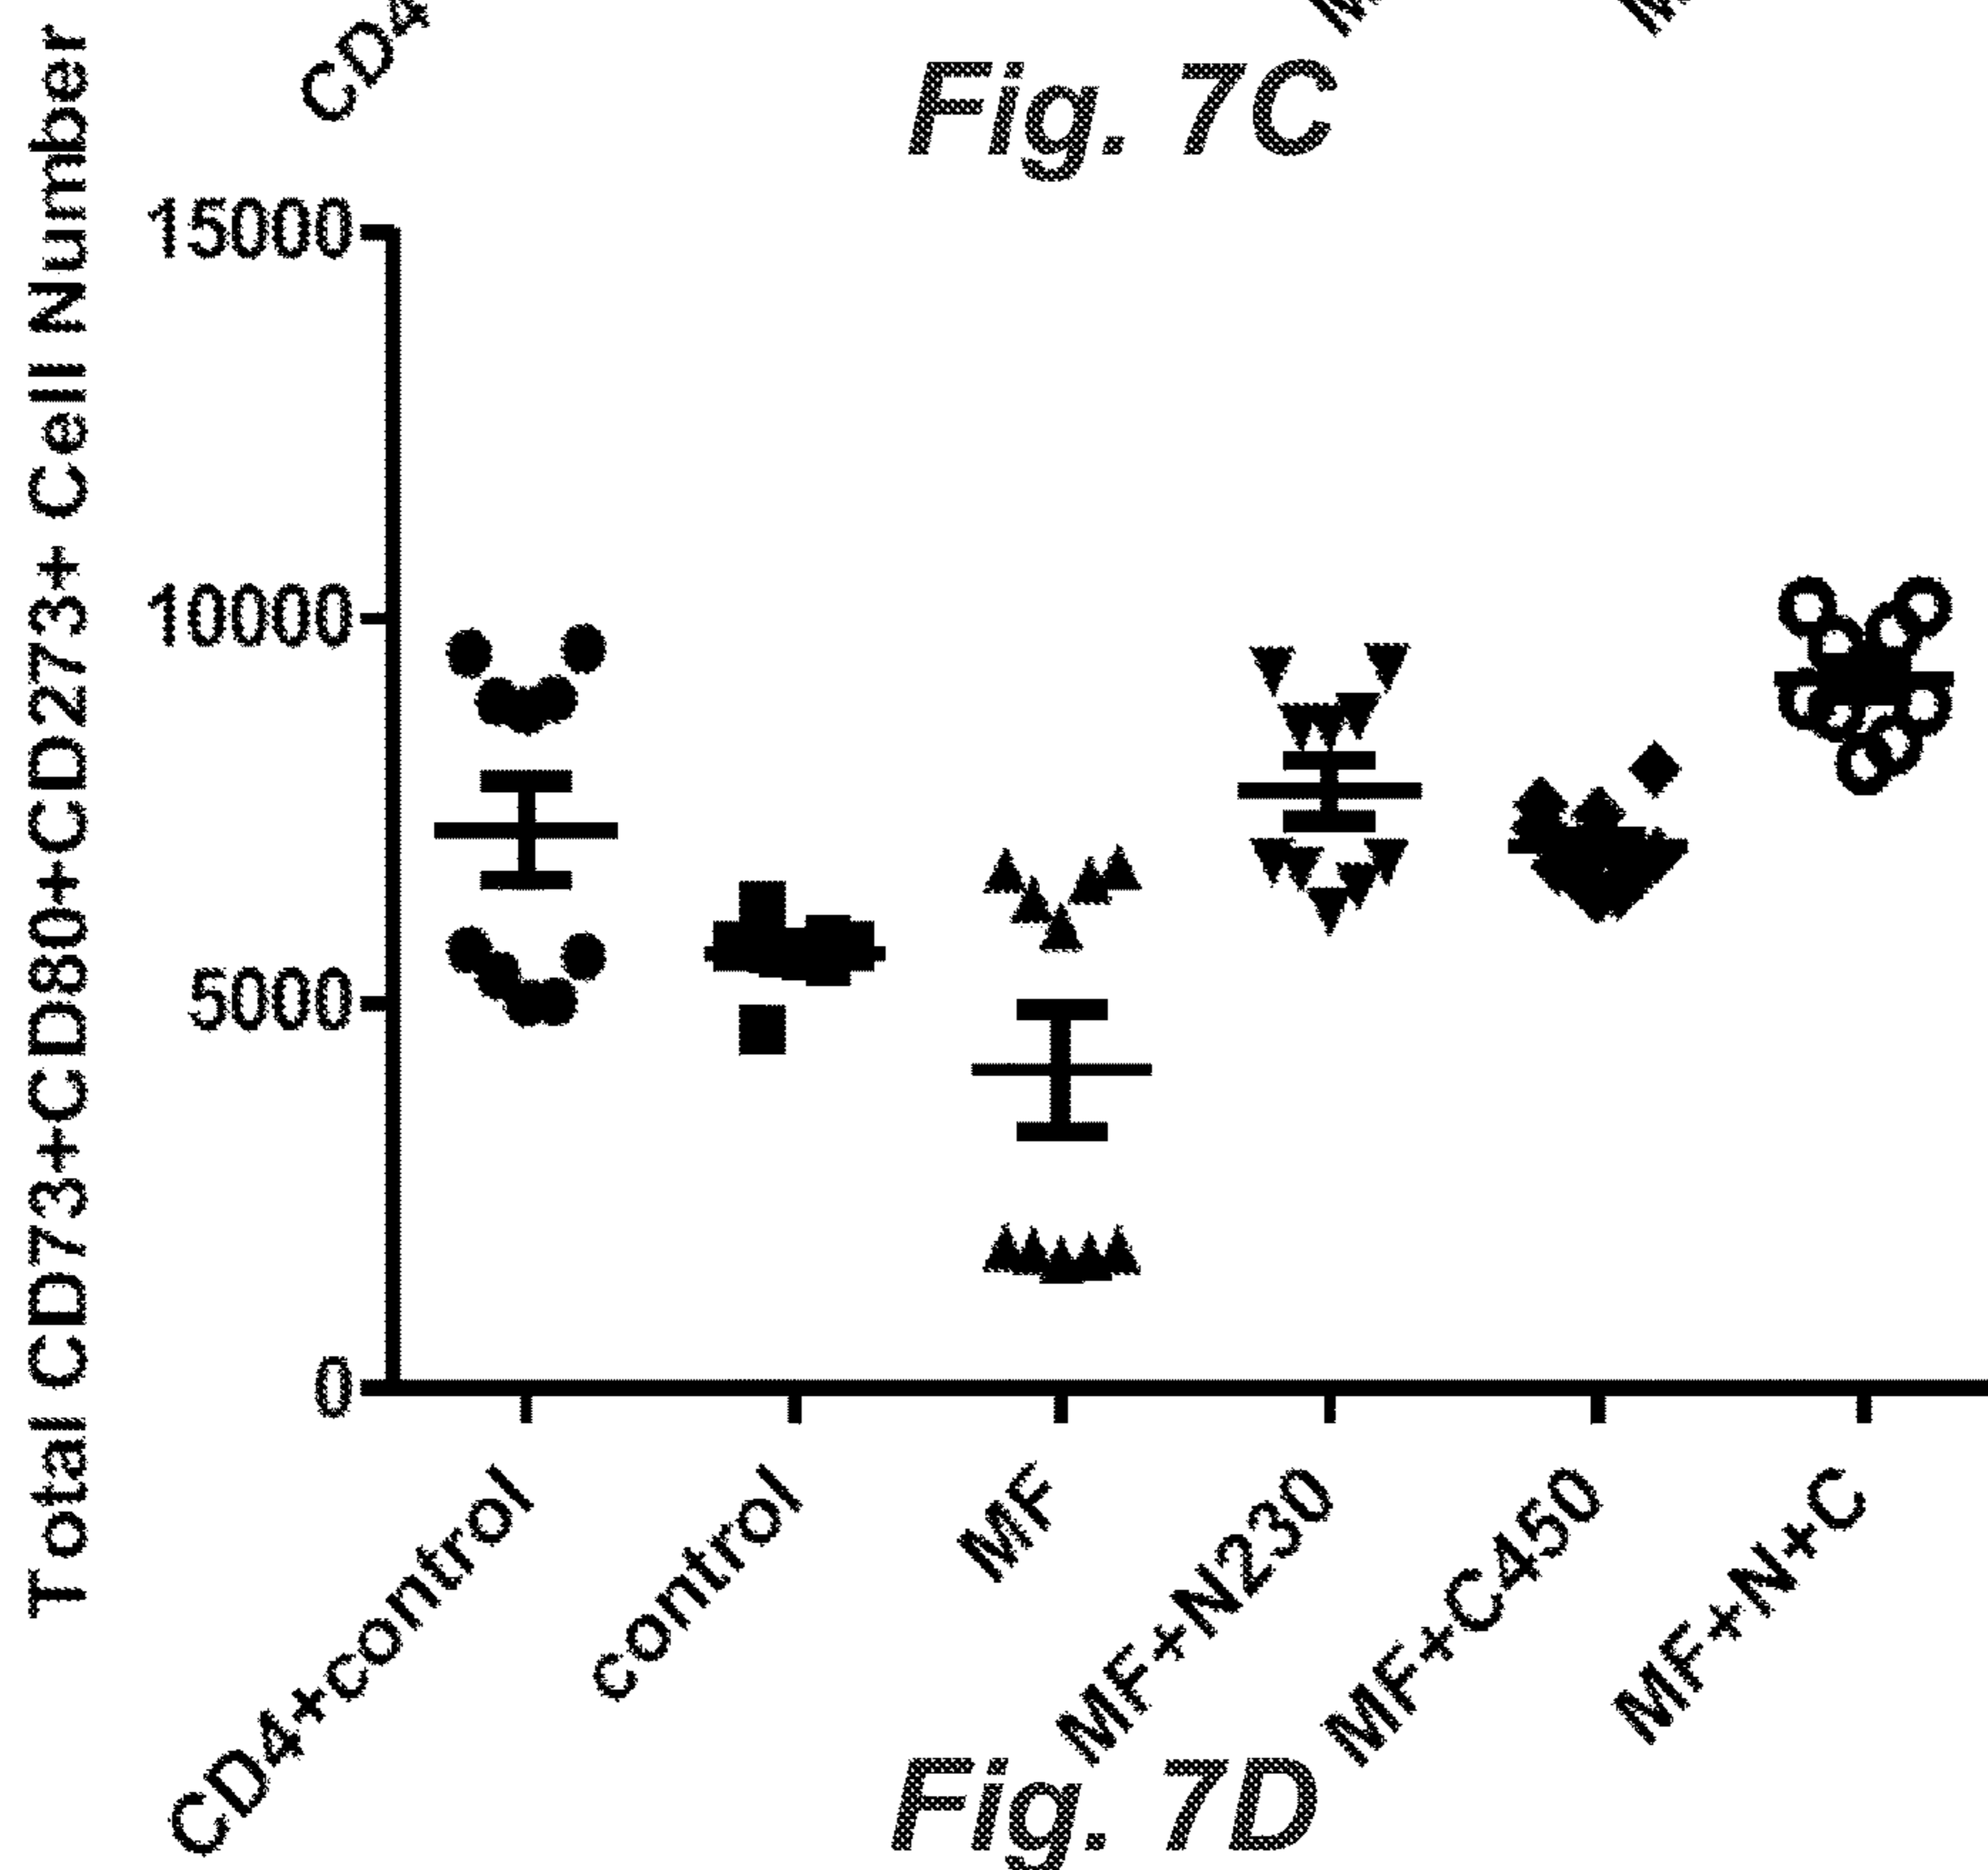 CD4
Fig. 7C
Total CD73+CD80+CD273+ Cell Number
15000
10000
5000
0
CD4+control
control
MF
MF+N230
MF+C450
MF+N+C
Fig. 7D